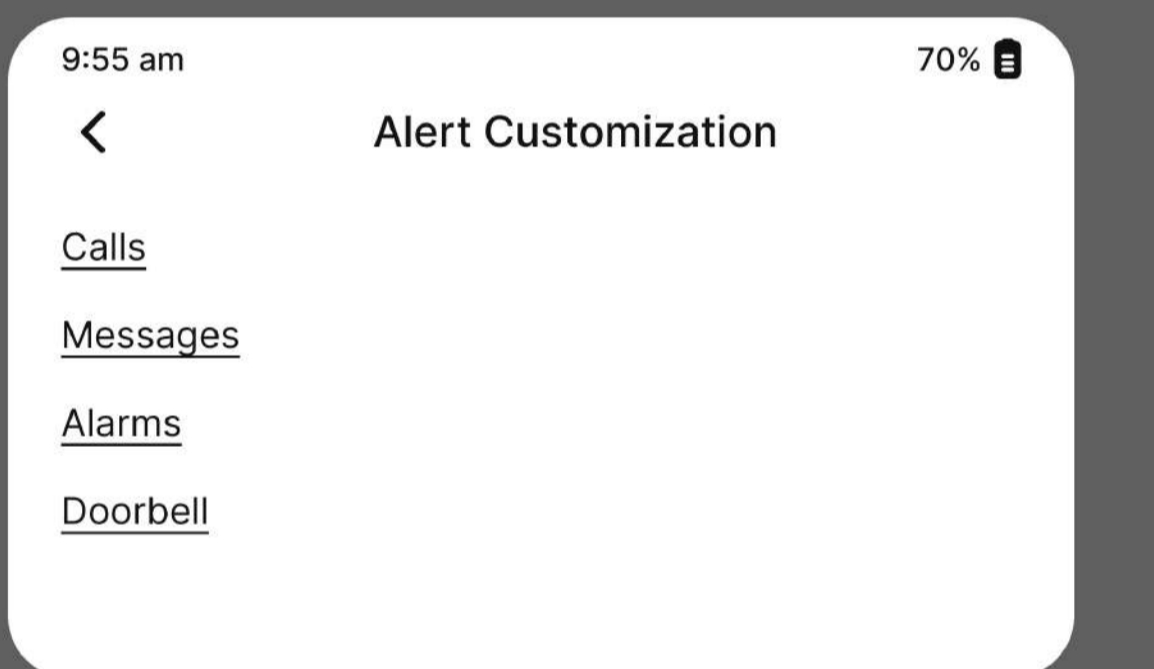 9:55 am 70%
Alert Customization
Calls
Messages
Alarms
Doorbell